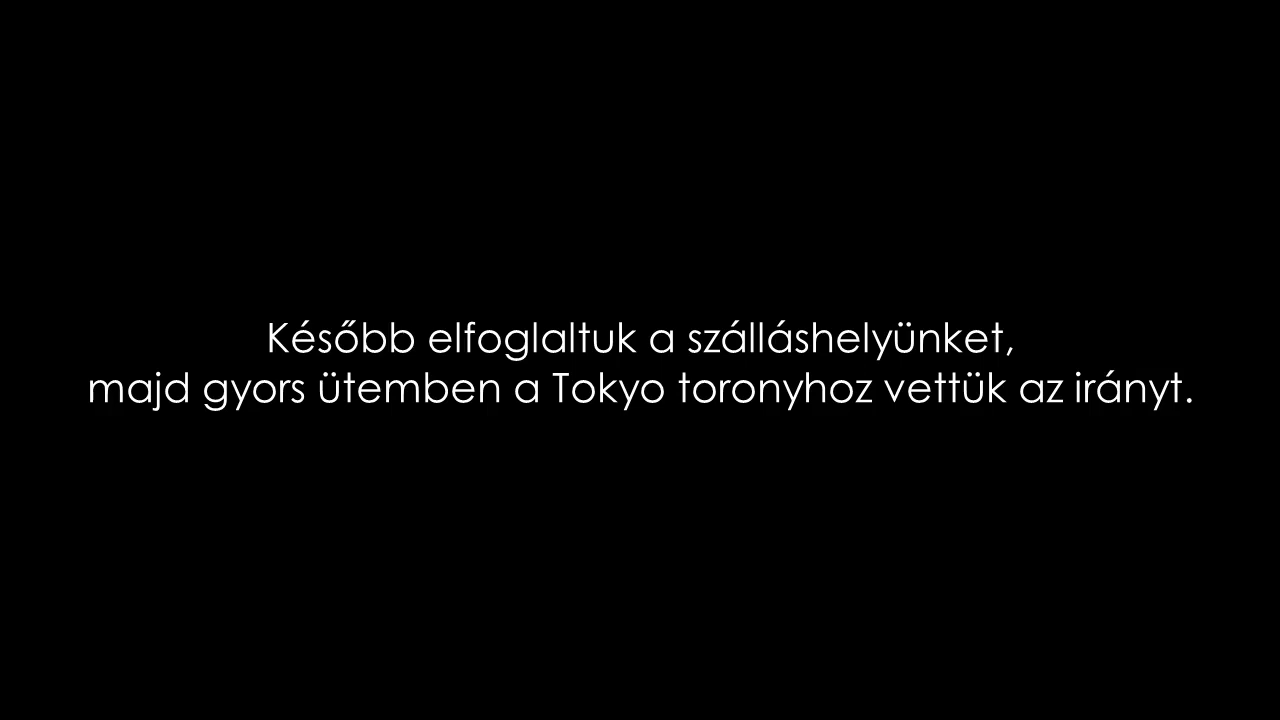 Később elfoglaltuk a szálláshelyünket,
majd gyors ütemben a Tokyo toronyhoz vettük az irányt.